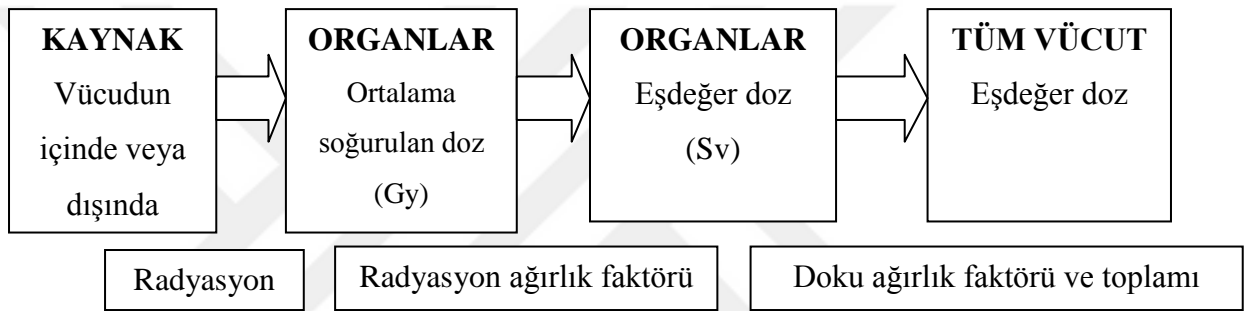 KAYNAK
Vücudun
içinde veya
dışında
ORGANLAR
Ortalama
soğurulan doz
(Gy)
ORGANLAR
Eşdeğer doz
(Sv)
TÜM VÜCUT
Eşdeğer doz
Radyasyon
Radyasyon ağırlık faktörü
Doku ağırlık faktörü ve toplamı